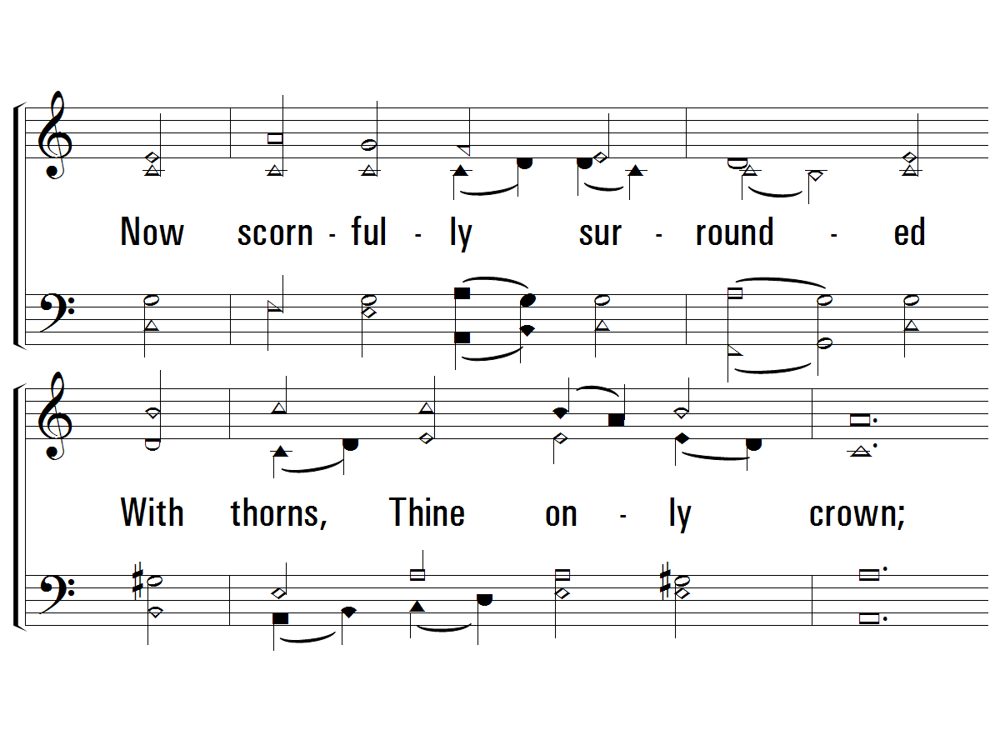 Now scorn - ful - ly sur - round - ed
With thorns, Thine on - ly crown;